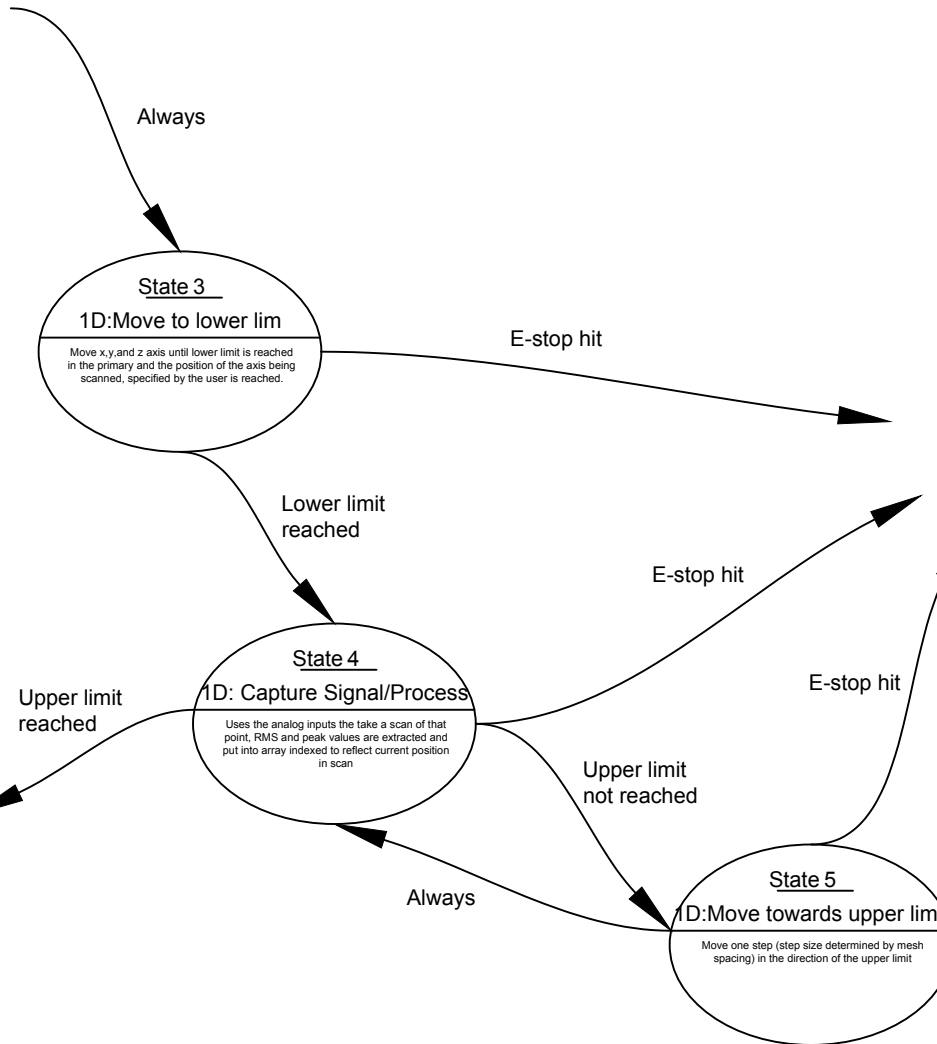 Always
State 3
1D:Move to lower lim
Move x,y,and z axis until lower limit is reached
in the primary and the position of the axis being
scanned, specified by the user is reached.
E-stop hit
Lower limit
reached
E-stop hit
State 4
1D: Capture Signal/Process
Uses the analog inputs the take a scan of that
point, RMS and peak values are extracted and
put into array indexed to reflect current position
in scan
Upper limit
reached
E-stop hit
Upper limit
not reached
Always
State 5
1D:Move towards upper lim
Move one step (step size determined by mesh
spacing) in the direction of the upper limit